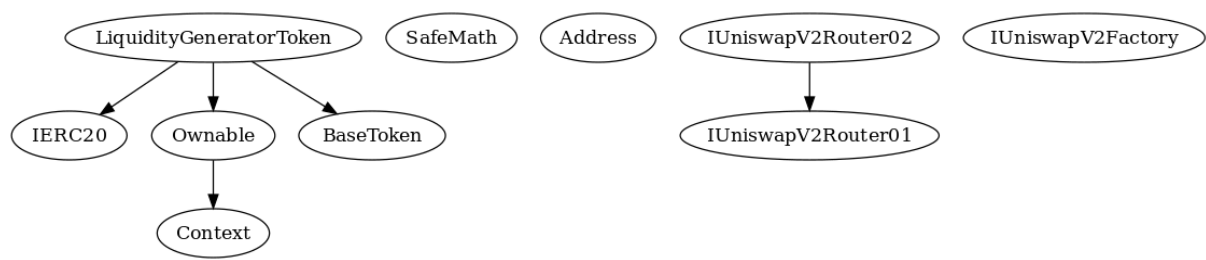 LiquidityGeneratorToken
SafeMath
Address
IUniswapV2Router02
IUniswapV2Factory
IERC20
Ownable
BaseToken
IUniswapV2Router01
Context